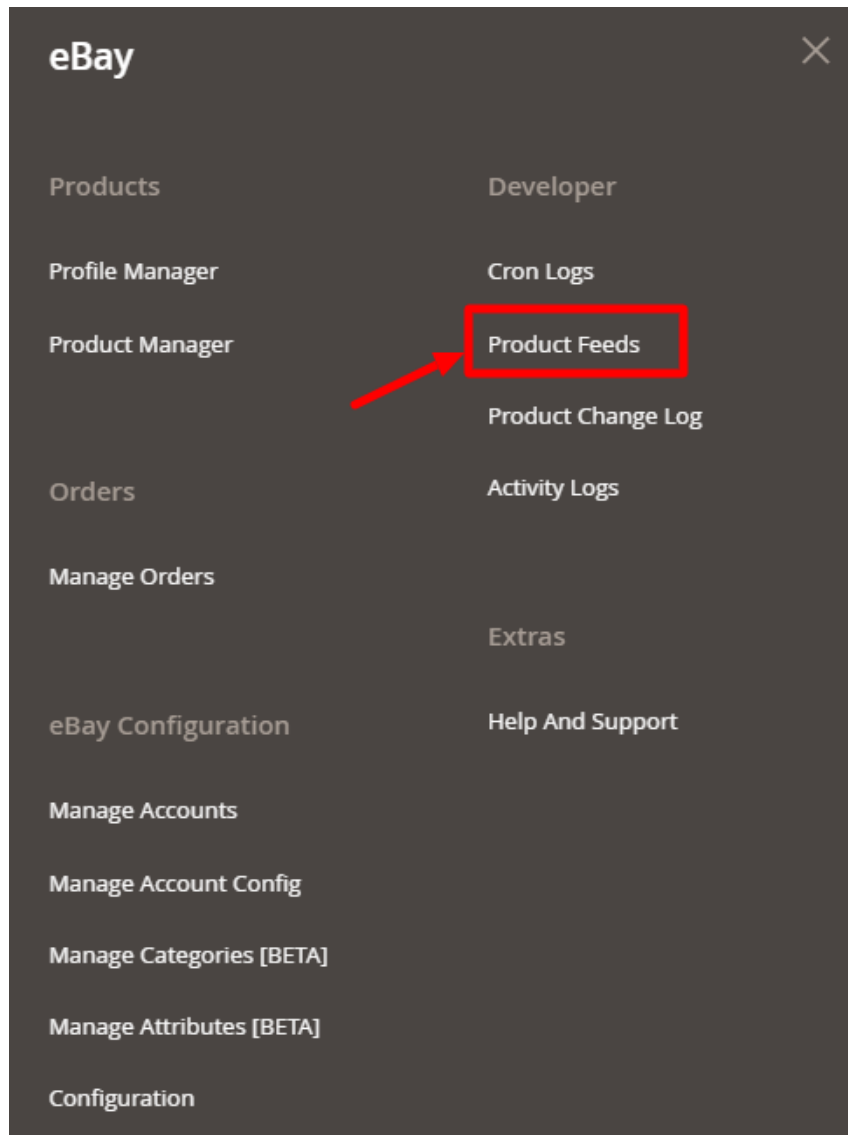 eBay
Products
Profile Manager
Product Manager
Orders
Manage Orders
eBay Configuration
Manage Accounts
Manage Account Config
Manage Categories [BETA]
Manage Attributes [BETA]
Configuration
Developer
Cron Logs
Product Feeds
Product Change Log
Activity Logs
Extras
Help And Support